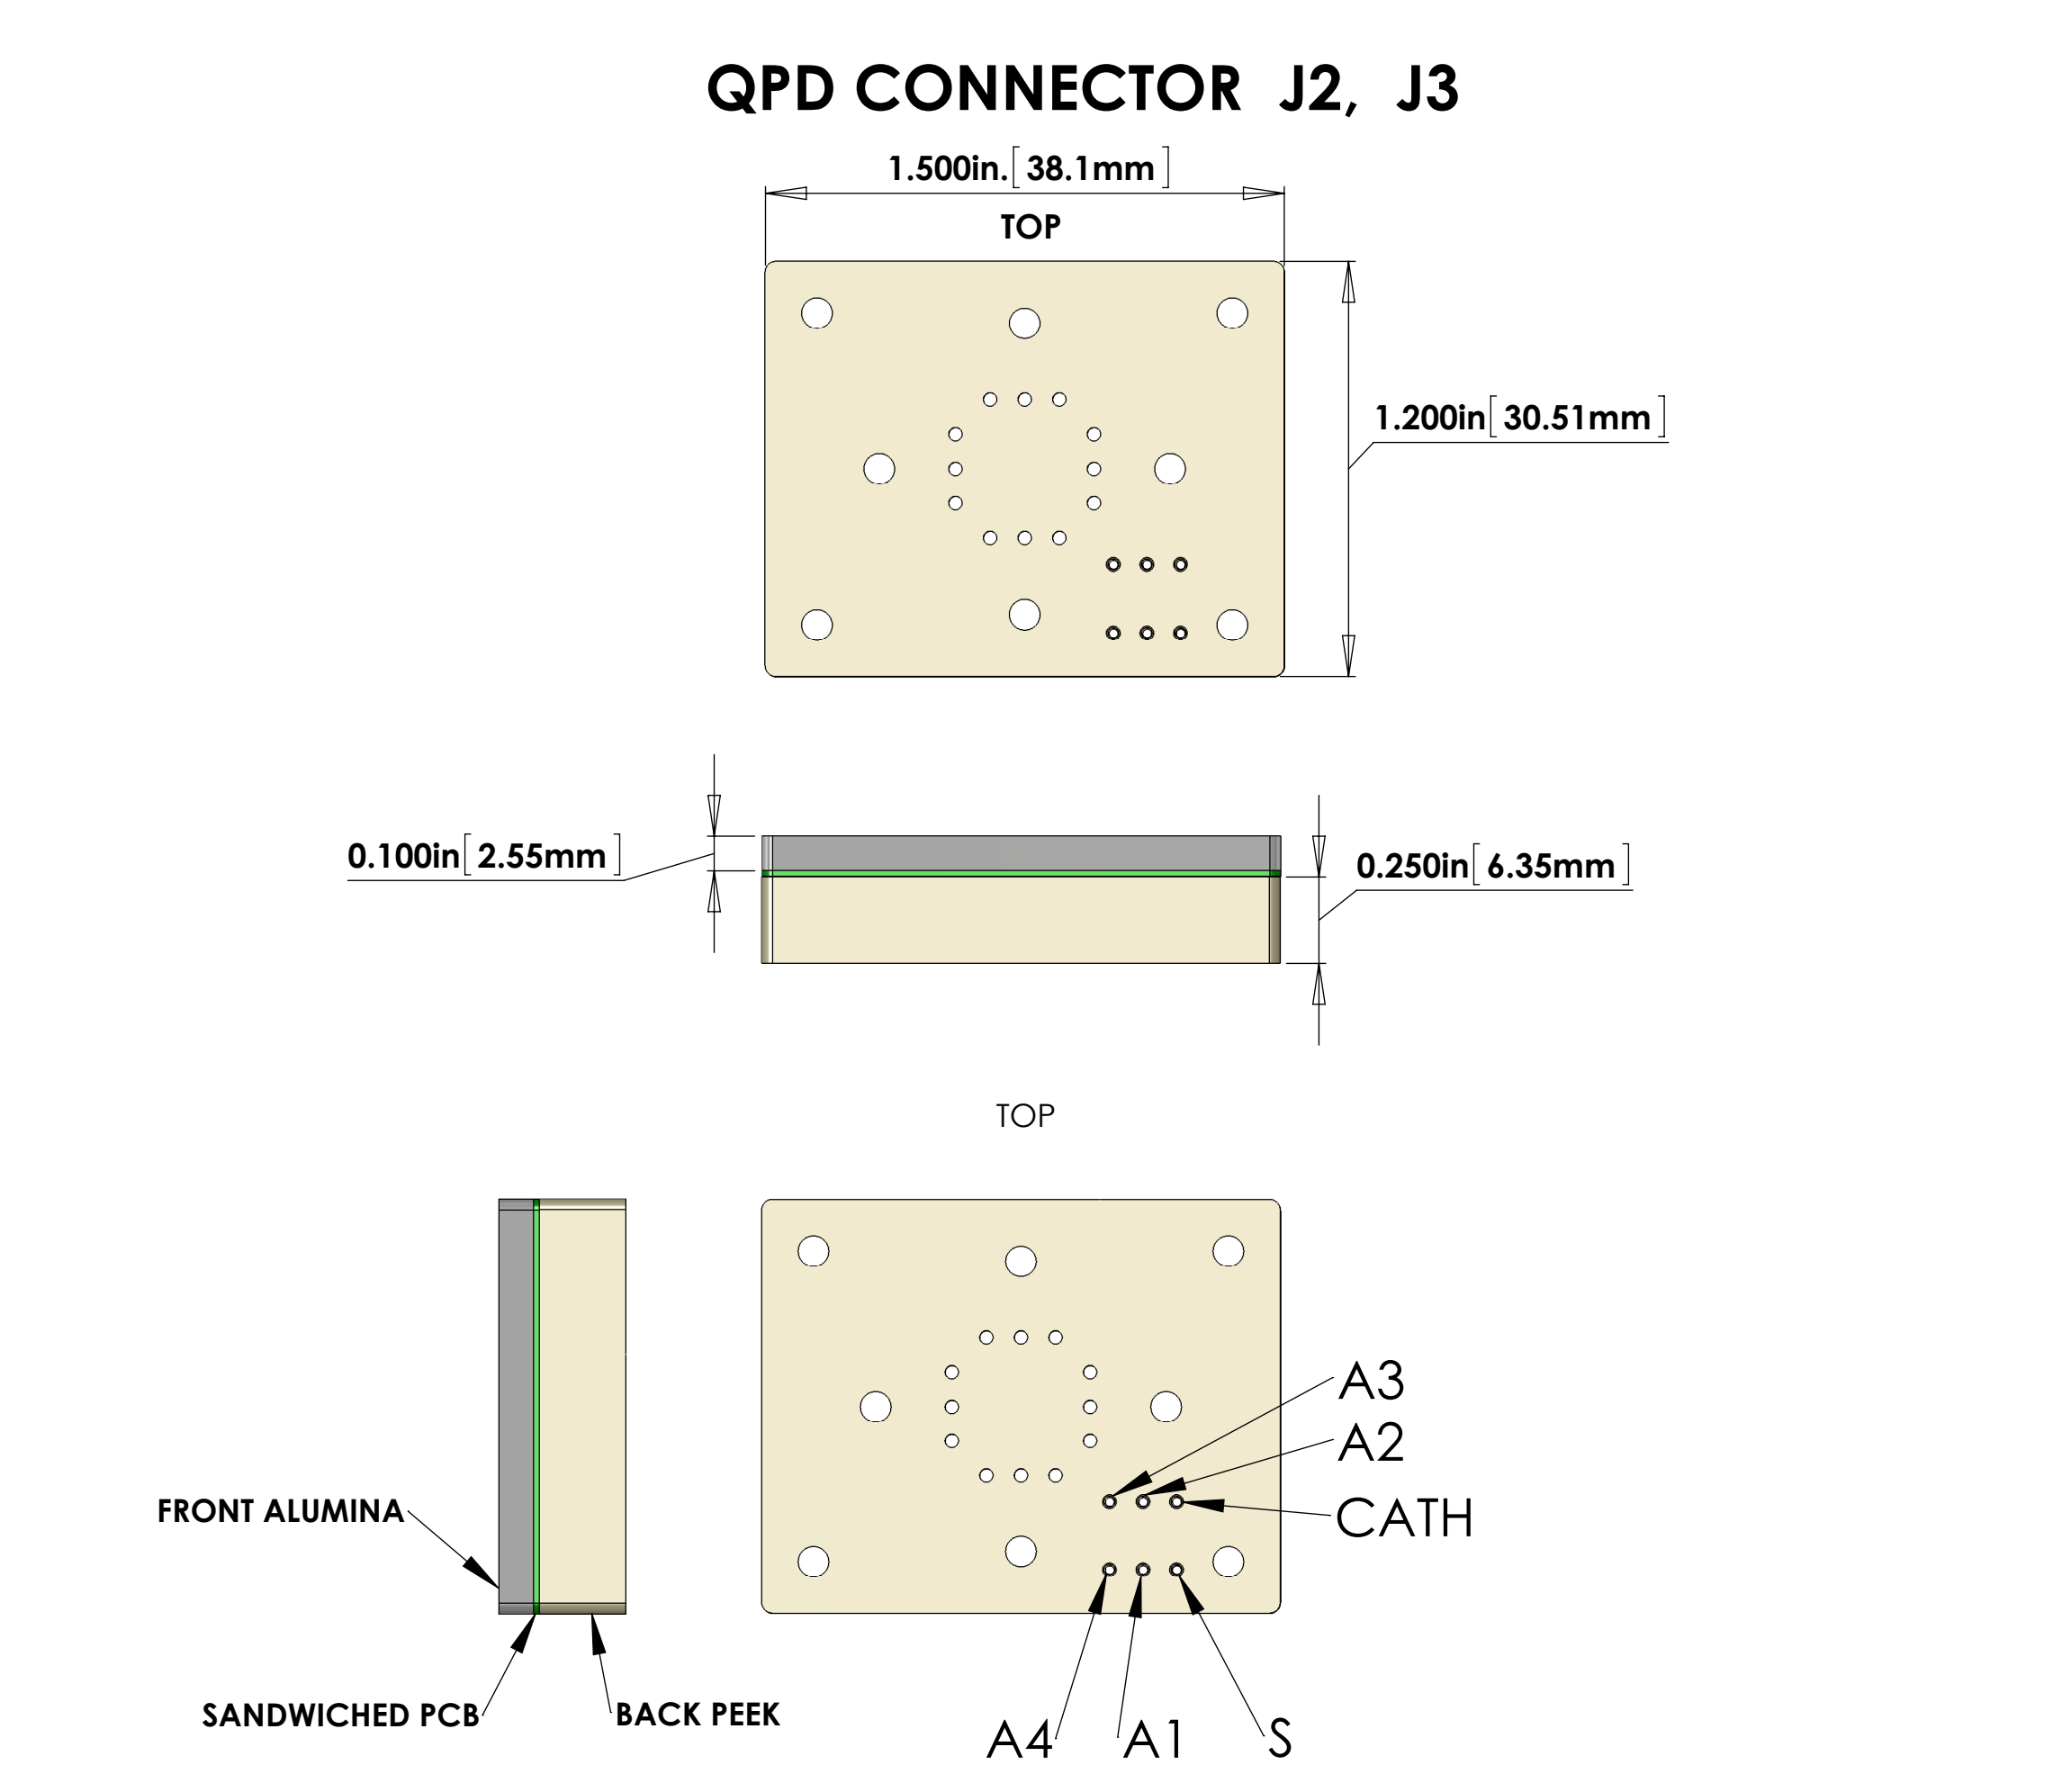 QPD CONNECTOR J2, J3
1.500in.[ 38.1mm ]
TOP
1.200in[ 30.51mm ]
0.100in[ 2.55mm ]
0.250in[ 6.35mm ]
TOP
A3
A2
CATH
FRONT ALUMINA
SANDWICHED PCB
BACK PEEK
A4
A1
S